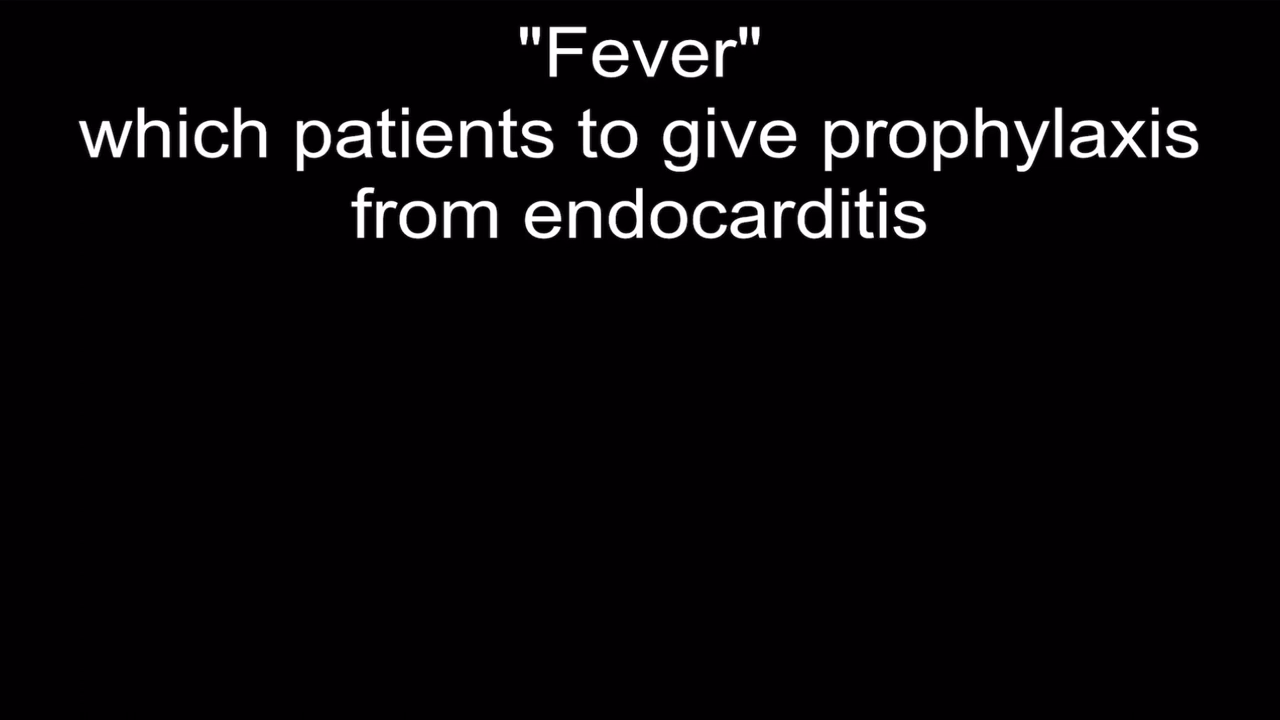 "Fever"
which patients to give prophylaxis
from endocarditis